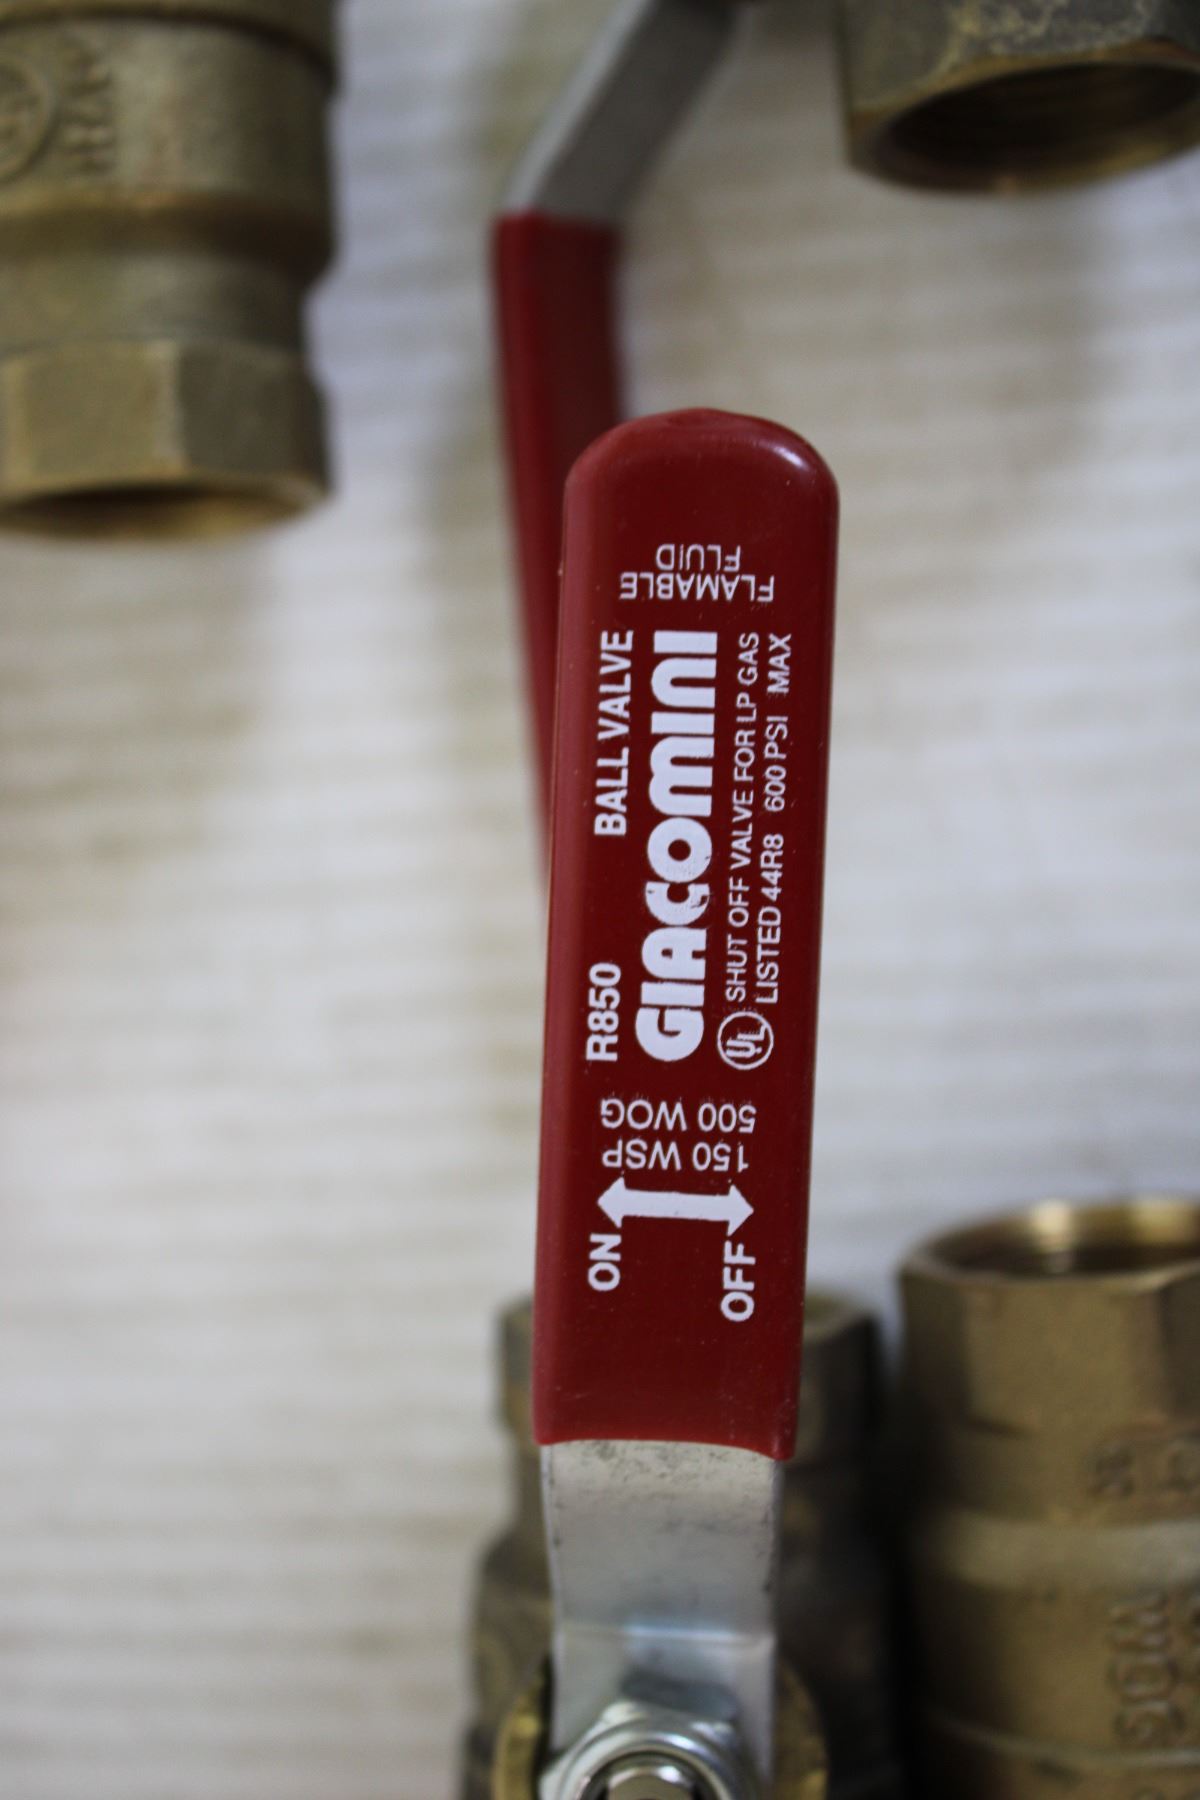 R850 BALL VALVE
GIACOMINI
UL SHUT OFF VALVE FOR LP GAS
LISTED 44R8 600 PSI MAX
FLAMABLE
FLUID
150 WSP
500 WOG
ON
OFF